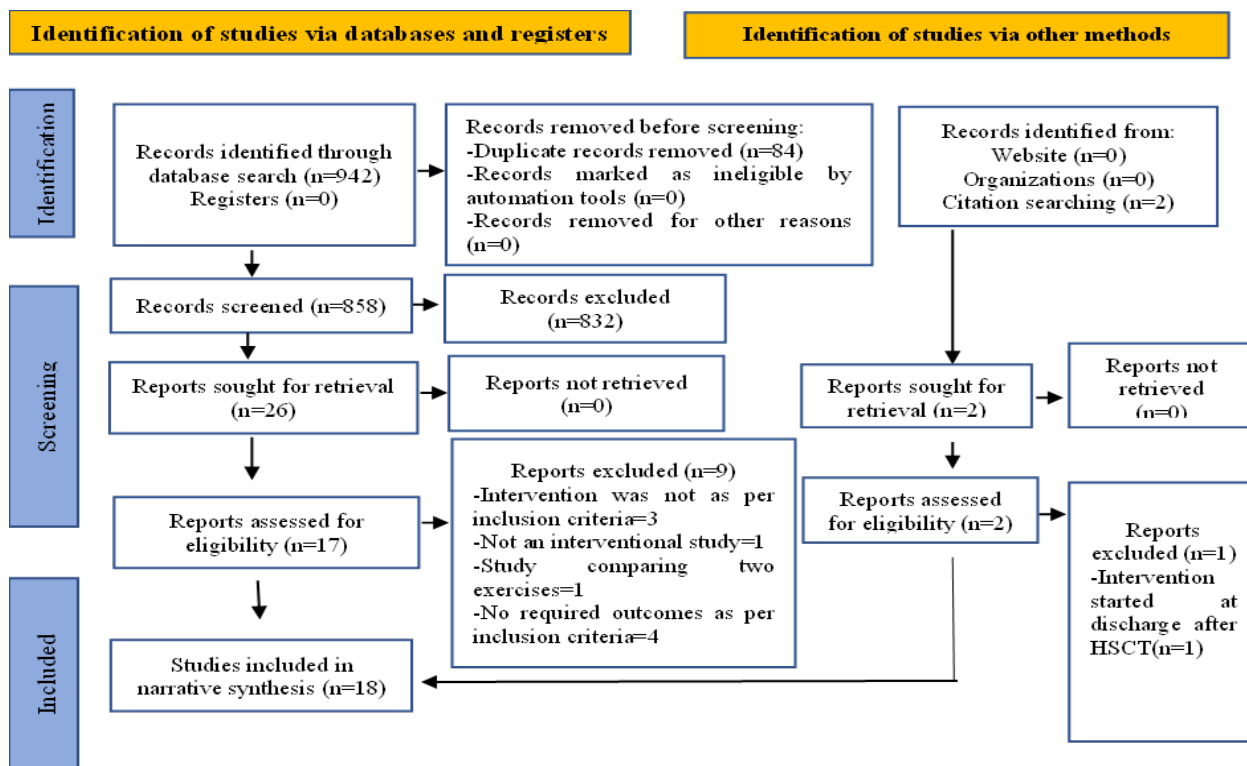 Identification of studies via databases and registers
Identification of studies via other methods
Identification
Records identified through
database search (n=942)
Registers (n=0)
Records removed before screening:
-Duplicate records removed (n=84)
-Records marked as ineligible by
automation tools (n=0)
-Records removed for other reasons
(n=0)
Records identified from:
Website (n=0)
Organizations (n=0)
Citation searching (n=2)
Screening
Records screened (n=858)
Records excluded
(n=832)
Reports sought for retrieval
(n=26)
Reports not retrieved
(n=0)
Reports sought for
retrieval (n=2)
Reports not
retrieved
(n=0)
Reports assessed for
eligibility (n=17)
Reports excluded (n=9)
-Intervention was not as per
inclusion criteria=3
-Not an interventional study=1
-Study comparing two
exercises=1
-No required outcomes as per
inclusion criteria=4
Reports assessed
for eligibility (n=2)
Reports
excluded (n=1)
-Intervention
started at
discharge after
HSCT(n=1)
Included
Studies included in
narrative synthesis (n=18)